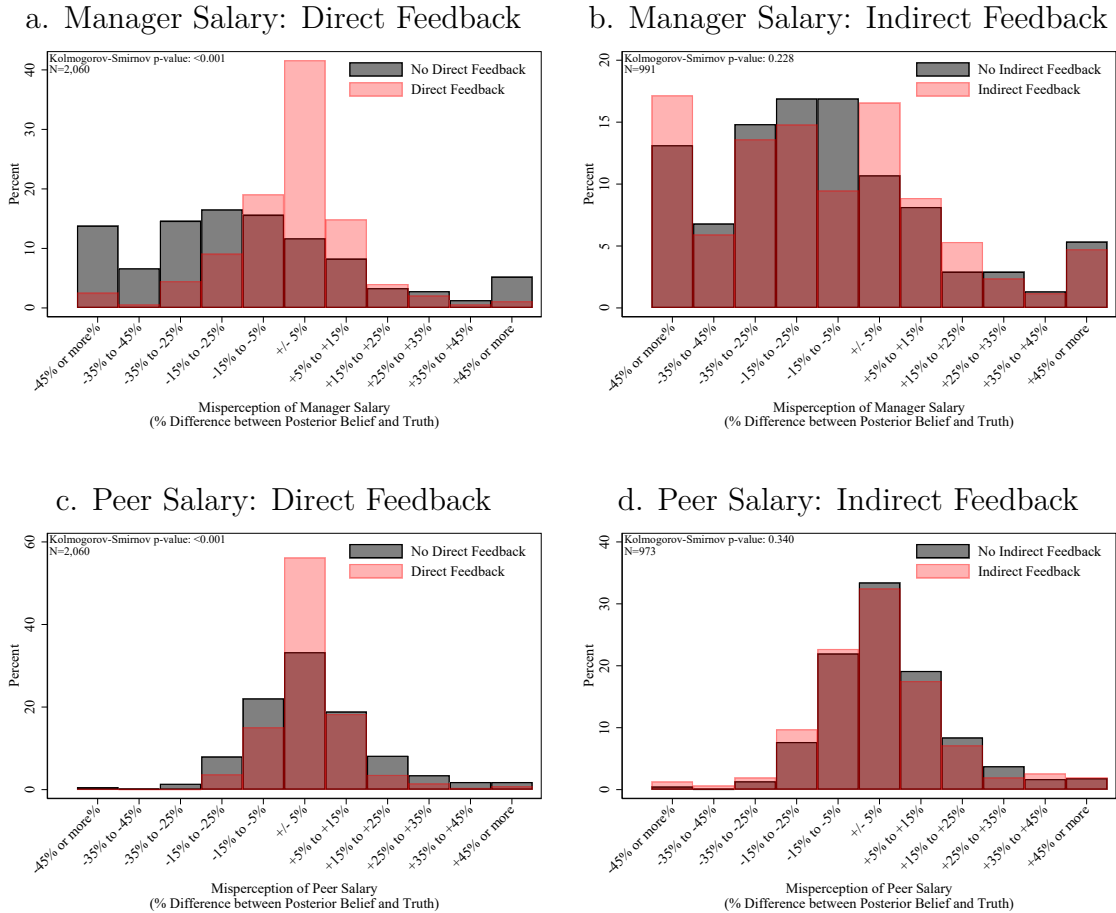 a. Manager Salary: Direct Feedback
Kolmogorov-Smirnov p-value: <0.001
N=2,060
No Direct Feedback
Direct Feedback
Percent
0
10
20
30
40
-45% or more%
-35% to -45%
-35% to -25%
-15% to -25%
-15% to -5%
+/- 5%
+5% to +15%
+15% to +25%
+25% to +35%
+35% to +45%
+45% or more
Misperception of Manager Salary
(% Difference between Posterior Belief and Truth)
b. Manager Salary: Indirect Feedback
Kolmogorov-Smirnov p-value: 0.228
N=991
No Indirect Feedback
Indirect Feedback
Percent
0
5
10
15
20
-45% or more%
-35% to -45%
-35% to -25%
-15% to -25%
-15% to -5%
+/- 5%
+5% to +15%
+15% to +25%
+25% to +35%
+35% to +45%
+45% or more
Misperception of Manager Salary
(% Difference between Posterior Belief and Truth)
c. Peer Salary: Direct Feedback
Kolmogorov-Smirnov p-value: <0.001
N=2,060
No Direct Feedback
Direct Feedback
Percent
0
20
40
60
-45% or more%
-35% to -45%
-35% to -25%
-15% to -25%
-15% to -5%
+/- 5%
+5% to +15%
+15% to +25%
+25% to +35%
+35% to +45%
+45% or more
Misperception of Peer Salary
(% Difference between Posterior Belief and Truth)
d. Peer Salary: Indirect Feedback
Kolmogorov-Smirnov p-value: 0.340
N=973
No Indirect Feedback
Indirect Feedback
Percent
0
10
20
30
40
-45% or more%
-35% to -45%
-35% to -25%
-15% to -25%
-15% to -5%
+/- 45%
+5% to +15%
+15% to +25%
+25% to +35%
+35% to +45%
+45% or more
Misperception of Peer Salary
(% Difference between Posterior Belief and Truth)